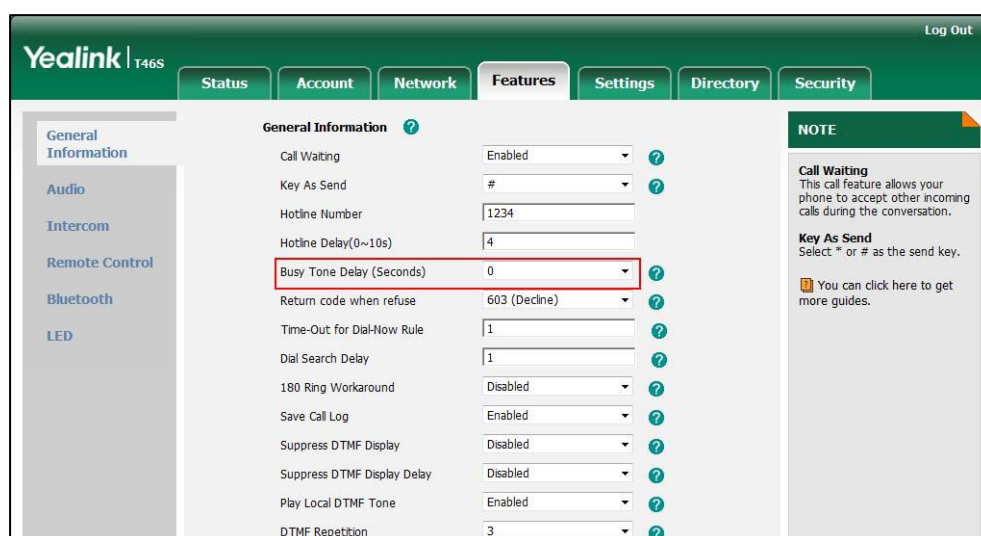 Log Out
Yealink | T46S
Status Account Network Features Settings Directory Security
General
Information
Audio
Intercom
Remote Control
Bluetooth
LED
General Information ?
Call Waiting Enabled ?
Key As Send # ?
Hotline Number 1234
Hotline Delay(0~10s) 4
Busy Tone Delay (Seconds) 0 ?
Return code when refuse 603 (Decline) ?
Time-Out for Dial-Now Rule 1 ?
Dial Search Delay 1 ?
180 Ring Workaround Disabled ?
Save Call Log Enabled ?
Suppress DTMF Display Disabled ?
Suppress DTMF Display Delay Disabled ?
Play Local DTMF Tone Enabled ?
DTMF Repetition 3 ?
NOTE
Call Waiting
This call feature allows your
phone to accept other incoming
calls during the conversation.
Key As Send
Select * or # as the send key.
? You can click here to get
more guides.